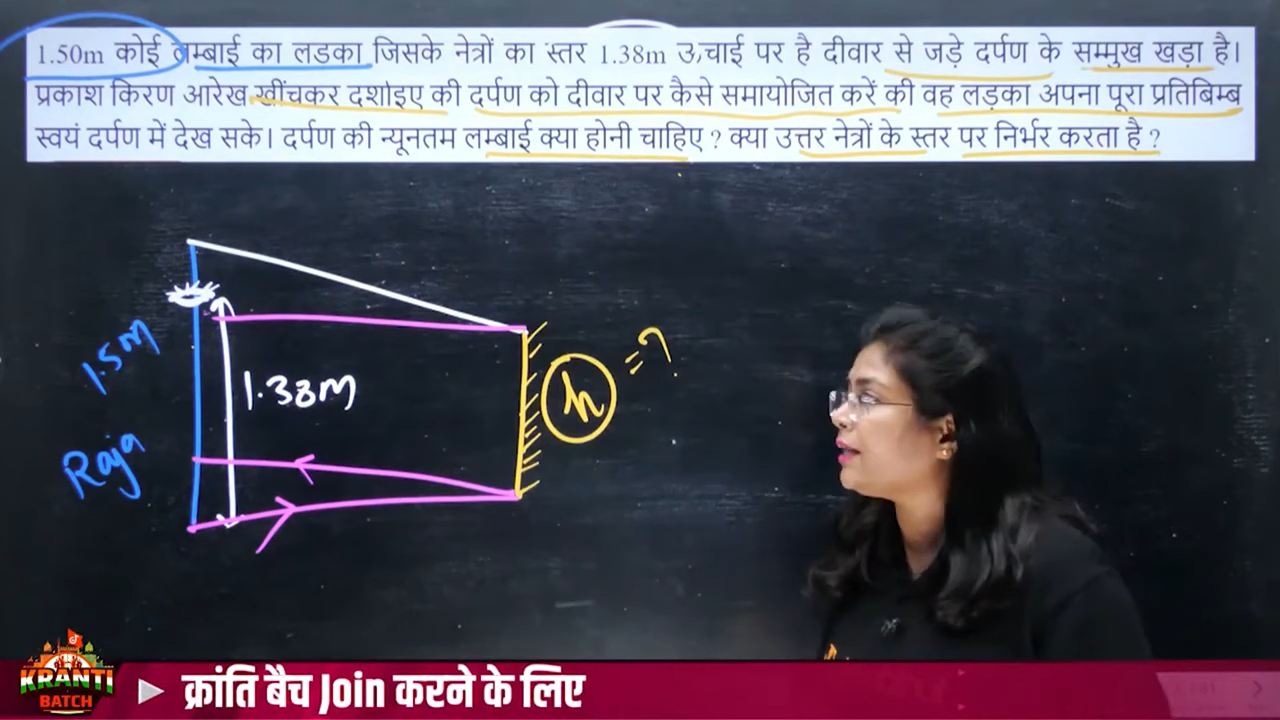 1.50m कोई लम्बाई का लडका जिसके नेत्रों का स्तर 1.38m ऊ,चाई पर है दीवार से जड़े दर्पण के सम्मुख खड़ा है।
प्रकाश किरण आरेख खींचकर दर्शाइए की दर्पण को दीवार पर कैसे समायोजित करें की वह लड़का अपना पूरा प्रतिबिम्ब
स्वयं दर्पण में देख सके। दर्पण की न्यूनतम लम्बाई क्या होनी चाहिए ? क्या उत्तर नेत्रों के स्तर पर निर्भर करता है ?
1.5m
1.38m
h = ?
Raja
KRANTI
BATCH
क्रांति बैच Join करने के लिए